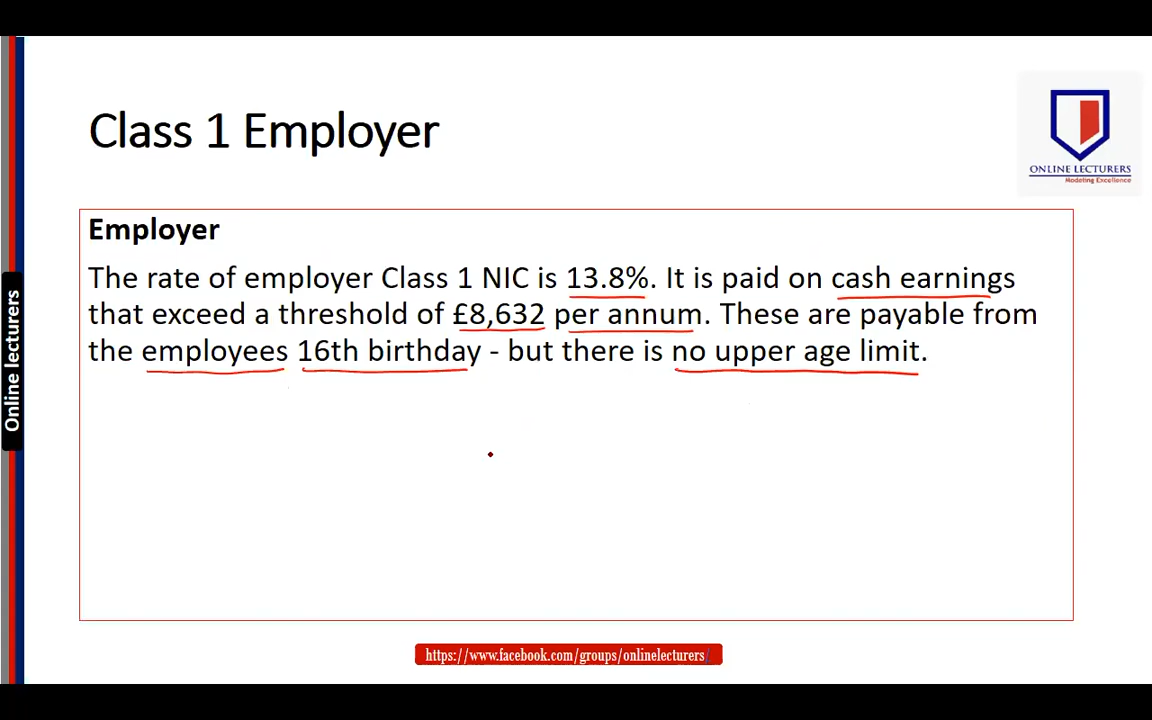 Class 1 Employer
ONLINE LECTURERS
Modeling Excellence
Employer
The rate of employer Class 1 NIC is 13.8%. It is paid on cash earnings
that exceed a threshold of £8,632 per annum. These are payable from
the employees 16th birthday - but there is no upper age limit.
Online lecturers
https://www.facebook.com/groups/onlinelecturers/